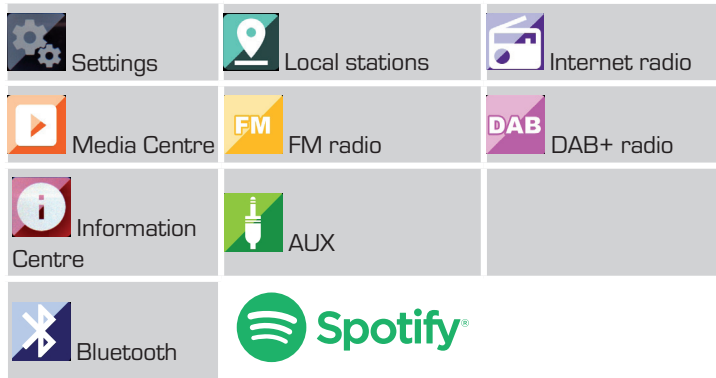 Settings
Local stations
Internet radio
Media Centre
FM
FM radio
DAB
DAB+ radio
i
Information
Centre
AUX
Bluetooth
Spotify®